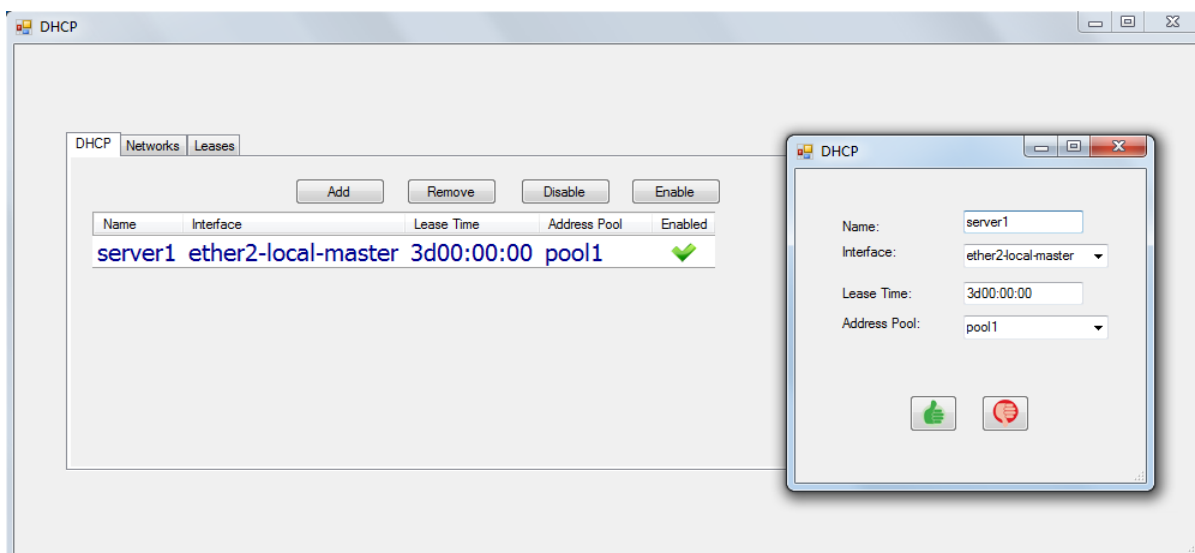 DHCP
DHCP Networks Leases
Add Remove Disable Enable
Name Interface Lease Time Address Pool Enabled
server1 ether2-local-master 3d00:00:00 pool1
DHCP
Name: server1
Interface: ether2-local-master
Lease Time: 3d00:00:00
Address Pool: pool1